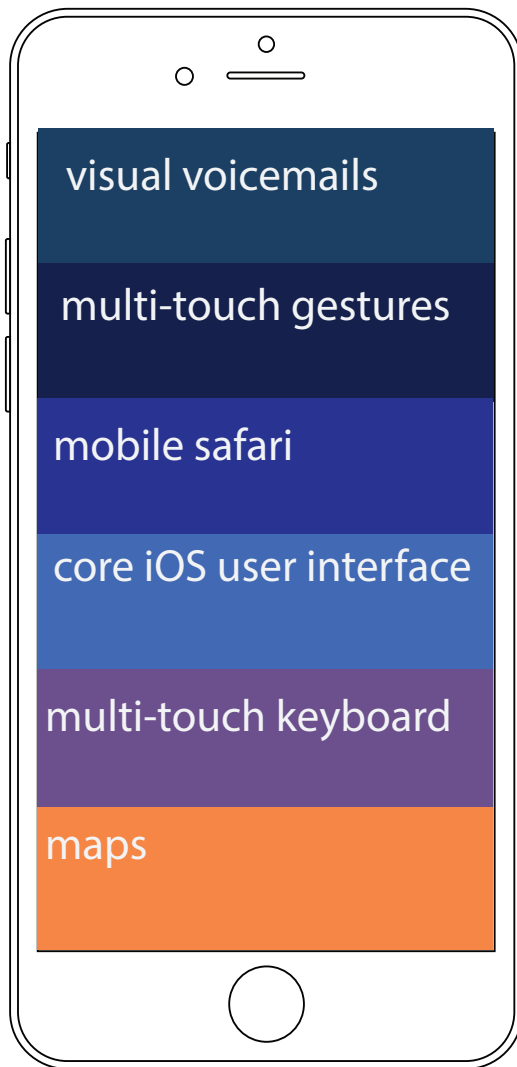 visual voicemails
multi-touch gestures
mobile safari
core iOS user interface
multi-touch keyboard
maps